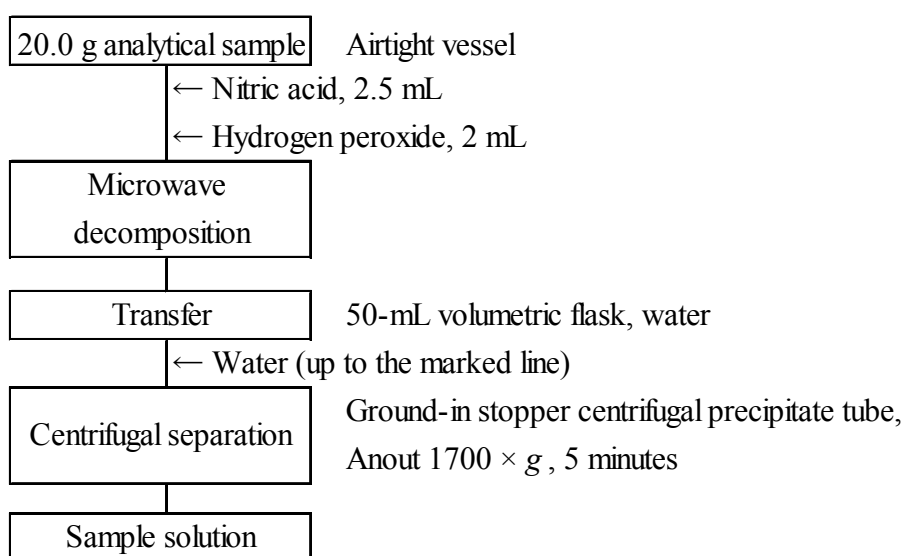 20.0 g analytical sample Airtight vessel
← Nitric acid, 2.5 mL
← Hydrogen peroxide, 2 mL
Microwave
decomposition
Transfer 50-mL volumetric flask, water
← Water (up to the marked line)
Centrifugal separation
Ground-in stopper centrifugal precipitate tube,
Anout 1700 × g , 5 minutes
Sample solution